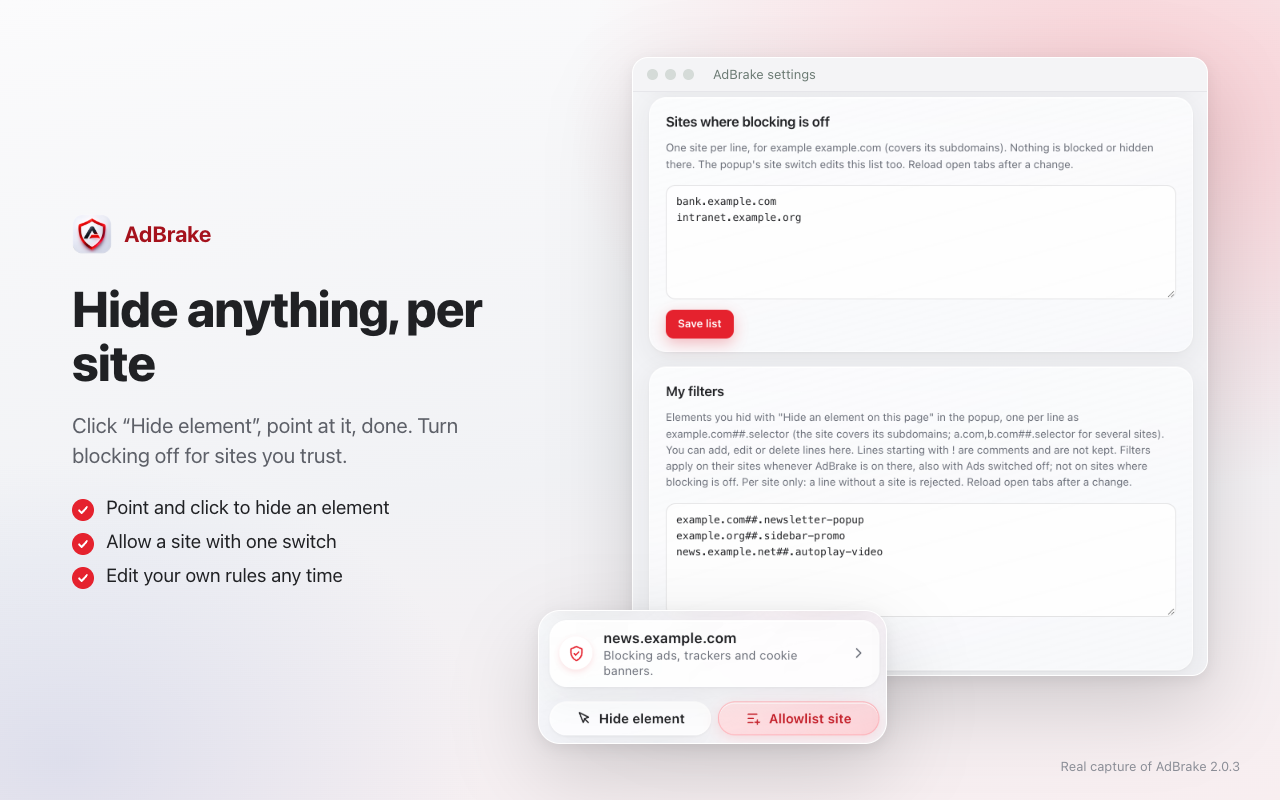 AdBrake
Hide anything, per
site
Click “Hide element”, point at it, done. Turn
blocking off for sites you trust.
Point and click to hide an element
Allow a site with one switch
Edit your own rules any time
AdBrake settings
Sites where blocking is off
One site per line, for example example.com (covers its subdomains). Nothing is blocked or hidden
there. The popup's site switch edits this list too. Reload open tabs after a change.
bank.example.com
intranet.example.org
Save list
My filters
Elements you hid with "Hide an element on this page" in the popup, one per line as
example.com##.selector (the site covers its subdomains; a.com,b.com##.selector for several sites).
You can add, edit or delete lines here. Lines starting with ! are comments and are not kept. Filters
apply on their sites whenever AdBrake is on there, also with Ads switched off; not on sites where
blocking is off. Per site only: a line without a site is rejected. Reload open tabs after a change.
example.com##.newsletter-popup
example.org##.sidebar-promo
news.example.net##.autoplay-video
news.example.com
Blocking ads, trackers and cookie
banners.
Hide element
Allowlist site
Real capture of AdBrake 2.0.3